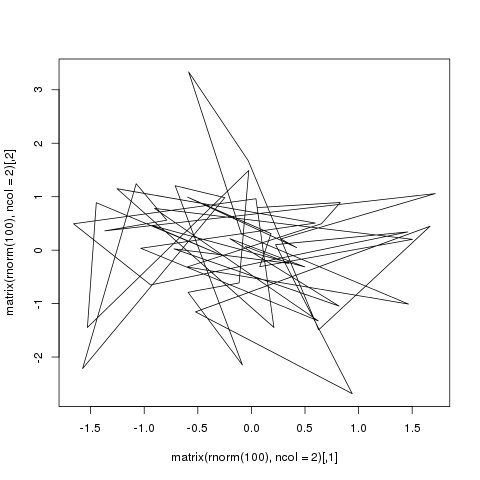 3
2
1
0
-1
-2
matrix(rnorm(100), ncol = 2)[,2]
-1.5 -1.0 -0.5 0.0 0.5 1.0 1.5
matrix(rnorm(100), ncol = 2)[,1]